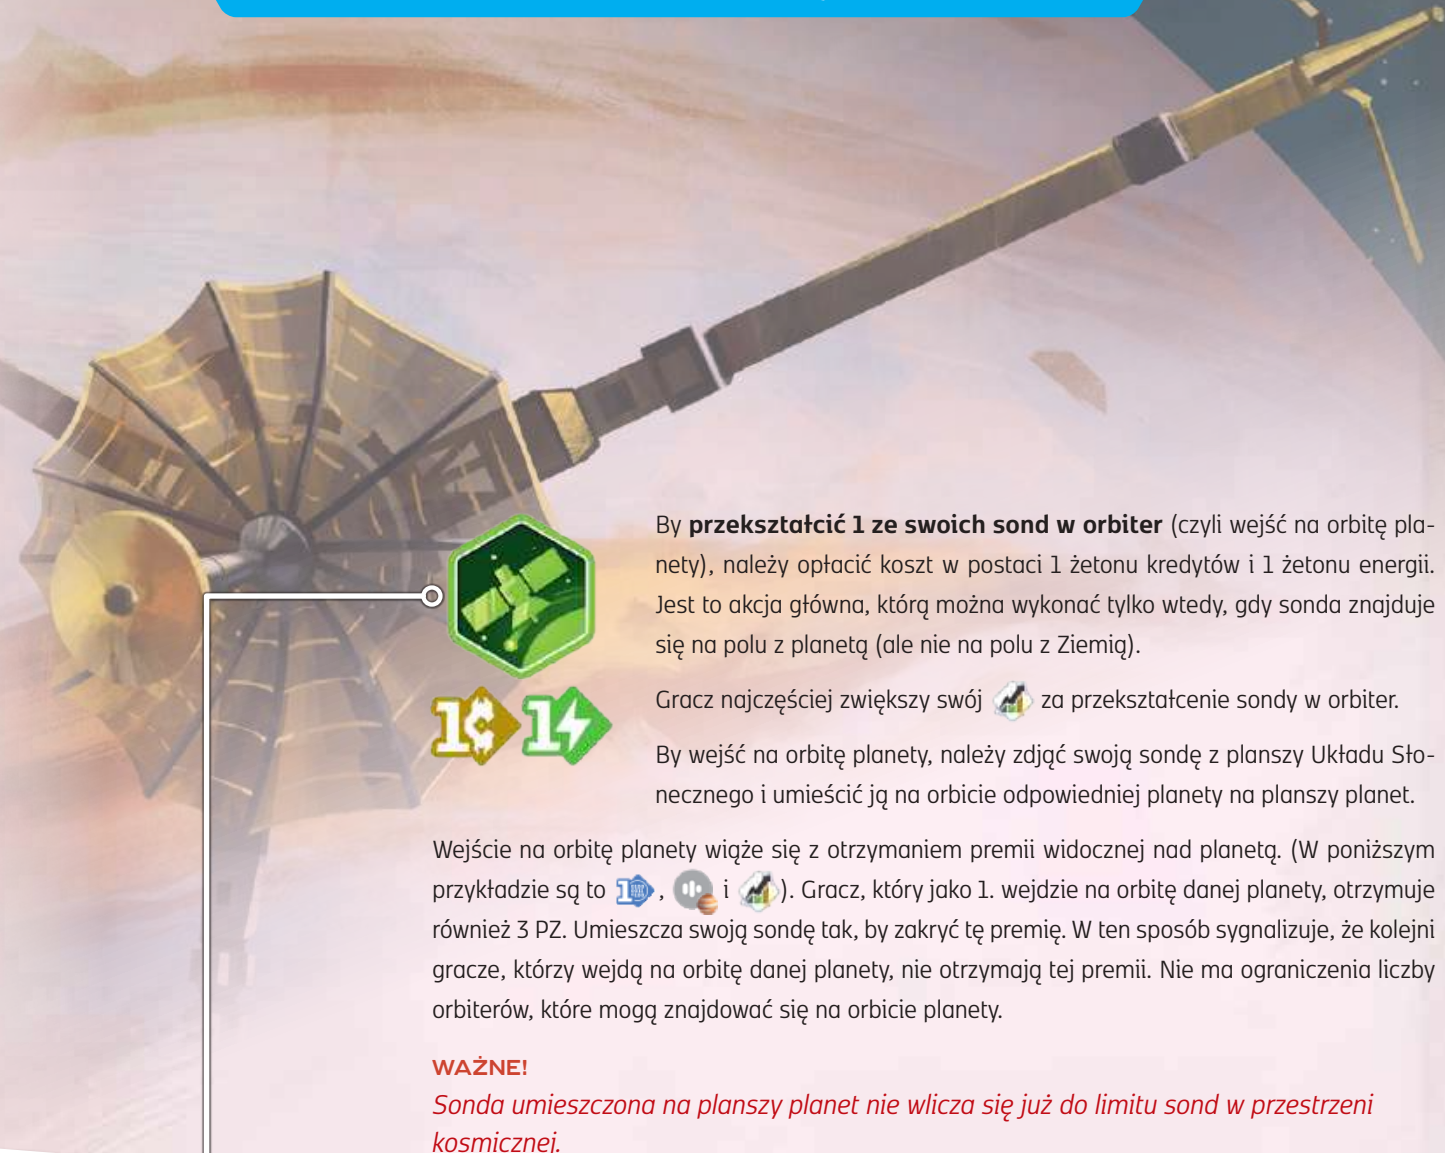 By przekształcić 1 ze swoich sond w orbiter (czyli wejść na orbitę pla-
nety), należy opłacić koszt w postaci 1 żetonu kredytów i 1 żetonu energii.
Jest to akcja główna, którą można wykonać tylko wtedy, gdy sonda znajduje
się na polu z planetą (ale nie na polu z Ziemią).
1 1
Gracz najczęściej zwiększy swój za przekształcenie sondy w orbiter.
By wejść na orbitę planety, należy zdjąć swoją sondę z planszy Układu Sło-
necznego i umieścić ją na orbicie odpowiedniej planety na planszy planet.
Wejście na orbitę planety wiąże się z otrzymaniem premii widocznej nad planetą. (W poniższym
przykładzie są to 1, i ). Gracz, który jako 1. wejdzie na orbitę danej planety, otrzymuje
również 3 PZ. Umieszcza swoją sondę tak, by zakryć tę premię. W ten sposób sygnalizuje, że kolejni
gracze, którzy wejdą na orbitę danej planety, nie otrzymają tej premii. Nie ma ograniczenia liczby
orbiterów, które mogą znajdować się na orbicie planety.
WAŻNE!
Sonda umieszczona na planszy planet nie wlicza się już do limitu sond w przestrzeni
kosmicznej.